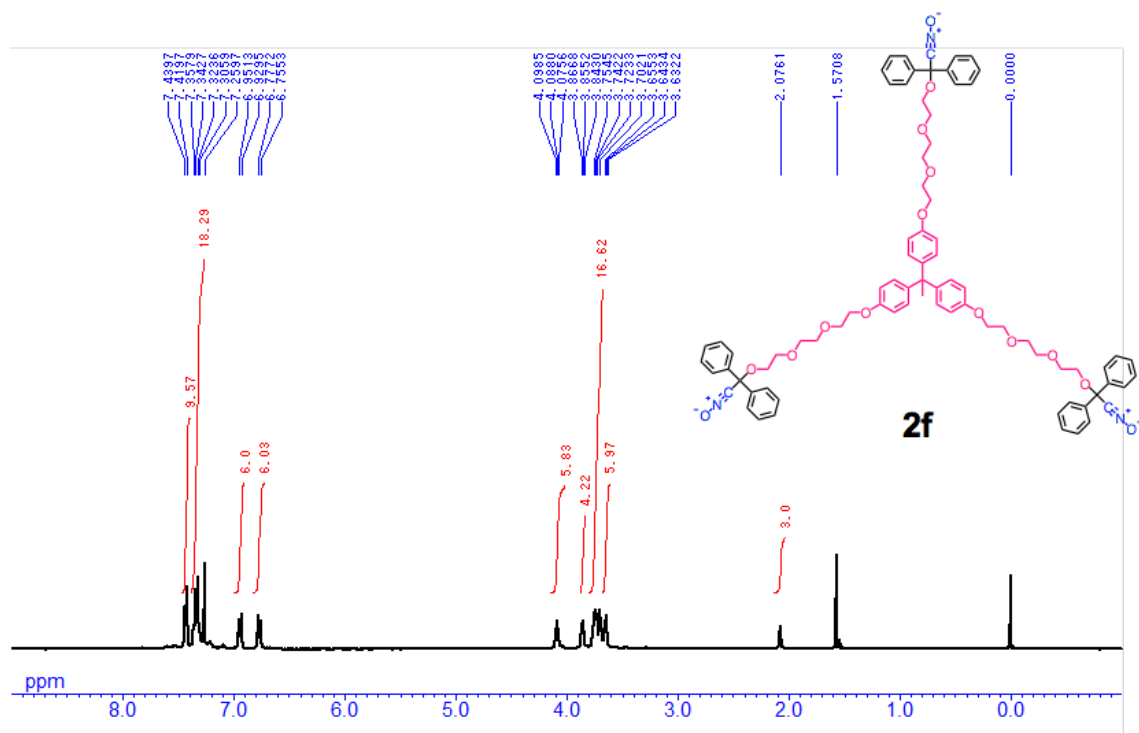 7.4397
7.4197
7.3579
7.3427
7.3236
7.3059
7.2597
6.9513
6.9295
6.7772
6.7553
4.0985
4.0880
4.0756
3.8668
3.8552
3.8430
3.7545
3.7422
3.7233
3.7021
3.6553
3.6434
3.6322
2.0761
1.5708
0.0000
O-
N+
C
O
O
O
O
O
O
O
O
-O-N+≡C
O
O
O
O
C≡N+-O-
2f
9.57
18.29
6.0
6.03
5.83
4.22
16.62
5.97
3.0
ppm
8.0 7.0 6.0 5.0 4.0 3.0 2.0 1.0 0.0